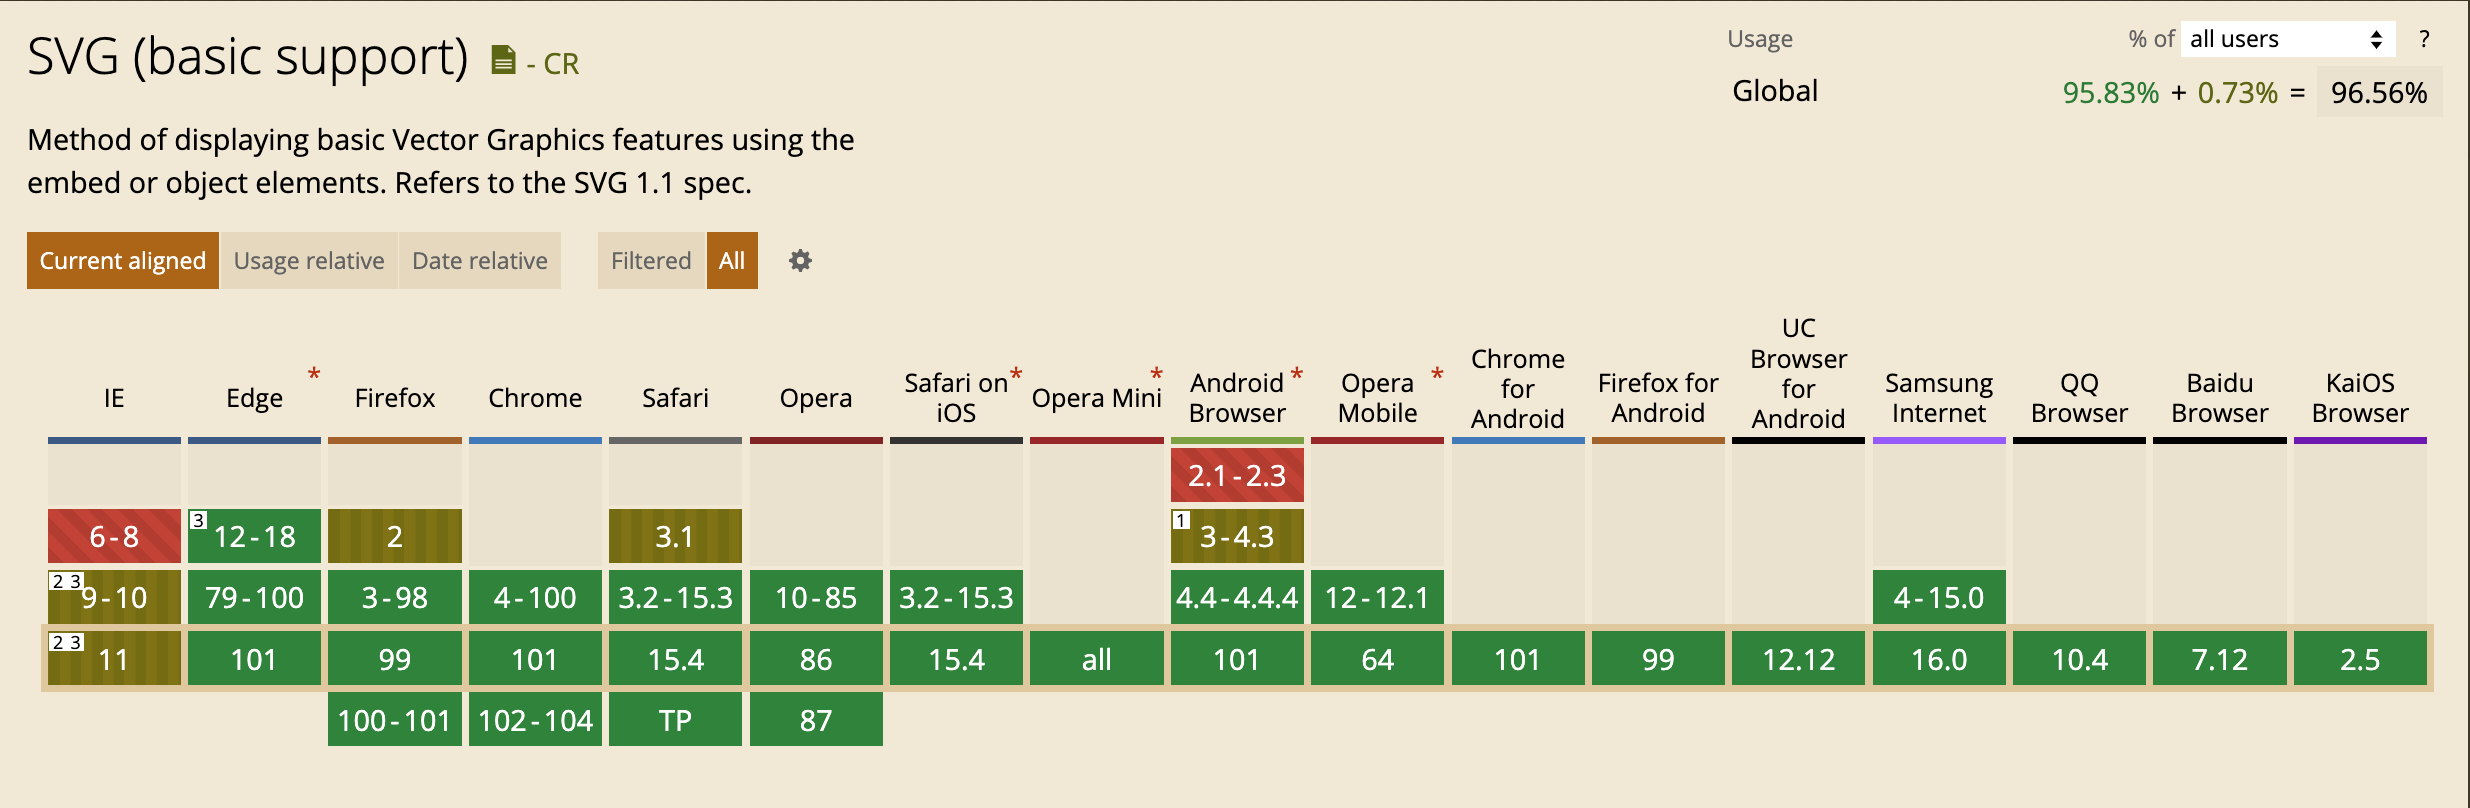 SVG (basic support) - CR
Usage % of all users ?
Global 95.83% + 0.73% = 96.56%
Method of displaying basic Vector Graphics features using the
embed or object elements. Refers to the SVG 1.1 spec.
Current aligned Usage relative Date relative Filtered All
IE
Edge *
Firefox
Chrome
Safari
Opera
Safari on *
iOS
Opera Mini *
Android *
Browser
Opera *
Mobile
Chrome
for
Android
Firefox for
Android
UC
Browser
for
Android
Samsung
Internet
QQ
Browser
Baidu
Browser
KaiOS
Browser
2.1-2.3
6-8 3 12-18 2 3.1 1 3-4.3
2 3 9-10 79-100 3-98 4-100 3.2-15.3 10-85 3.2-15.3 4.4-4.4.4 12-12.1 4-15.0
2 3 11 101 99 101 15.4 86 15.4 all 101 64 101 99 12.12 16.0 10.4 7.12 2.5
100-101 102-104 TP 87